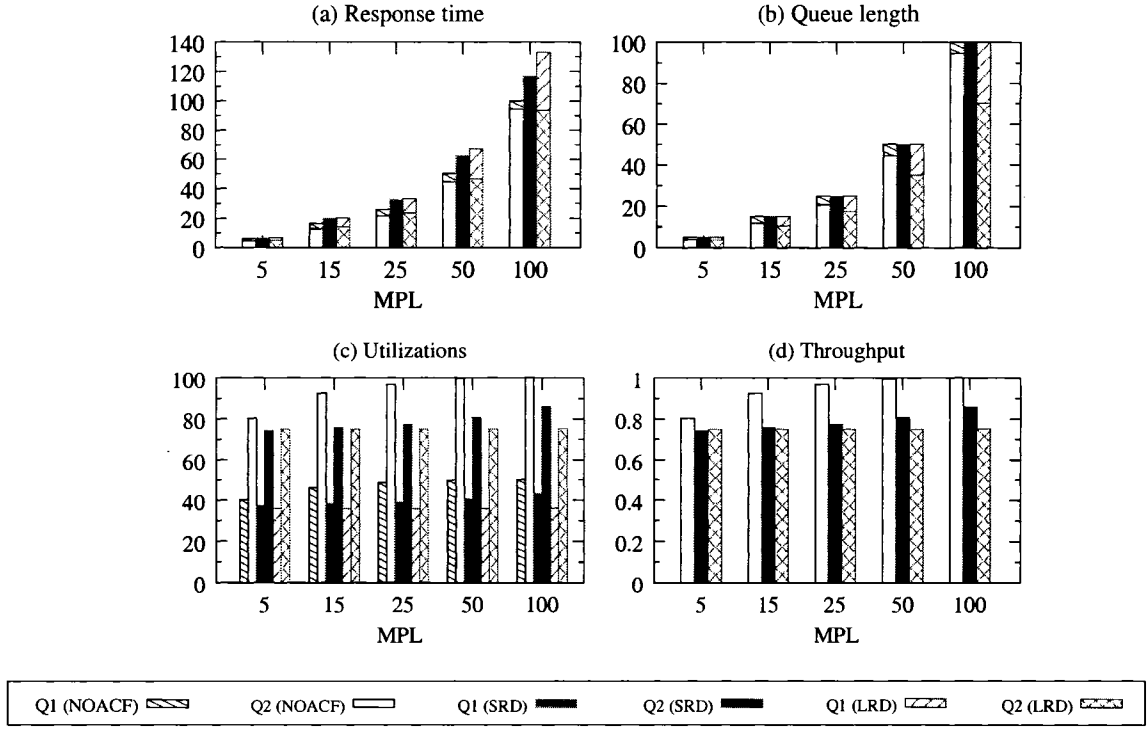 (a) Response time
140
120
100
80
60
40
20
0
5 15 25 50 100
MPL
(b) Queue length
100
80
60
40
20
0
5 15 25 50 100
MPL
(c) Utilizations
100
80
60
40
20
0
5 15 25 50 100
MPL
(d) Throughput
1
0.8
0.6
0.4
0.2
0
5 15 25 50 100
MPL
Q1 (NOACF) Q2 (NOACF) Q1 (SRD) Q2 (SRD) Q1 (LRD) Q2 (LRD)